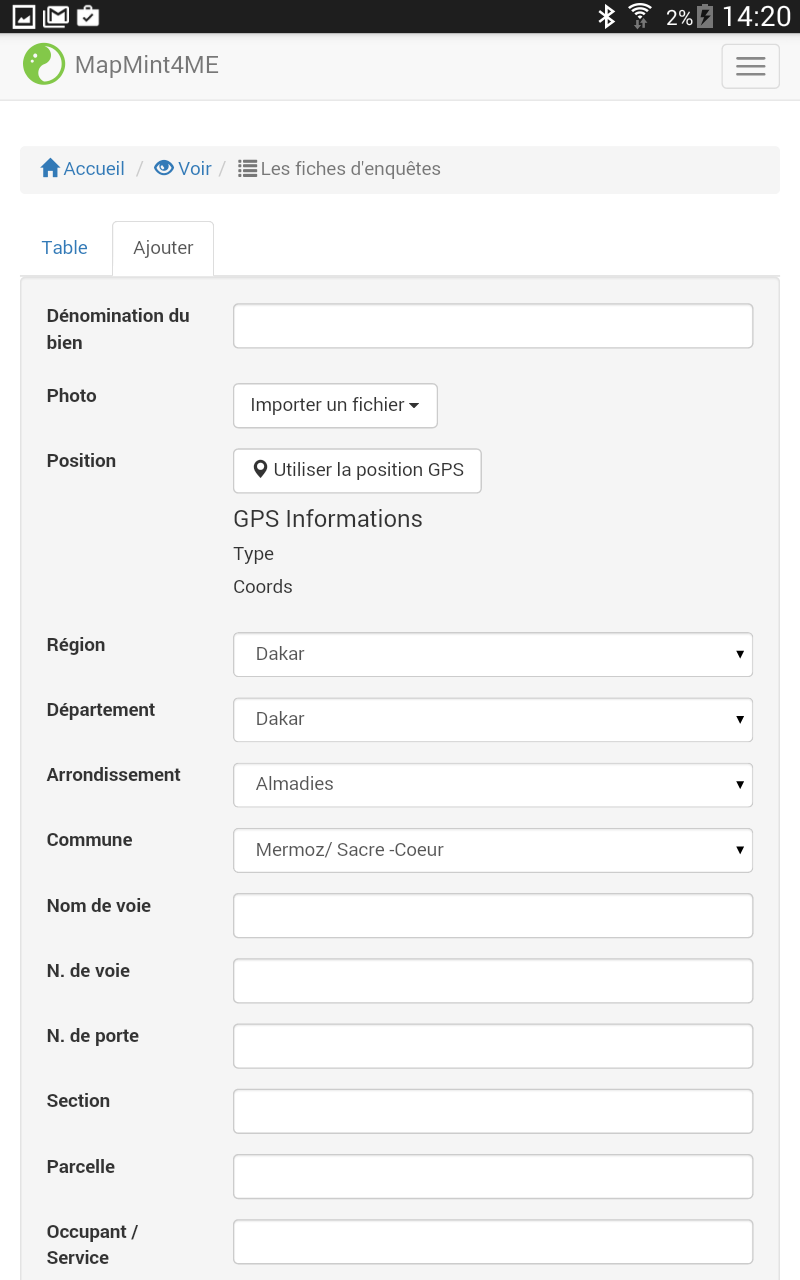 2% 14:20
MapMint4ME
Accueil / Voir / Les fiches d'enquêtes
Table Ajouter
Dénomination du
bien
Photo Importer un fichier
Position Utiliser la position GPS
GPS Informations
Type
Coords
Région Dakar
Département Dakar
Arrondissement Almadies
Commune Mermoz/ Sacre -Coeur
Nom de voie
N. de voie
N. de porte
Section
Parcelle
Occupant /
Service